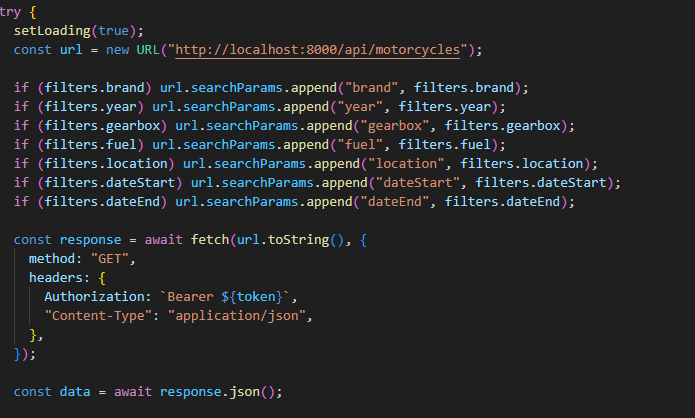 try {
setLoading(true);
const url = new URL("http://localhost:8000/api/motorcycles");
if (filters.brand) url.searchParams.append("brand", filters.brand);
if (filters.year) url.searchParams.append("year", filters.year);
if (filters.gearbox) url.searchParams.append("gearbox", filters.gearbox);
if (filters.fuel) url.searchParams.append("fuel", filters.fuel);
if (filters.location) url.searchParams.append("location", filters.location);
if (filters.dateStart) url.searchParams.append("dateStart", filters.dateStart);
if (filters.dateEnd) url.searchParams.append("dateEnd", filters.dateEnd);
const response = await fetch(url.toString(), {
method: "GET",
headers: {
Authorization: `Bearer ${token}`,
"Content-Type": "application/json",
},
});
const data = await response.json();